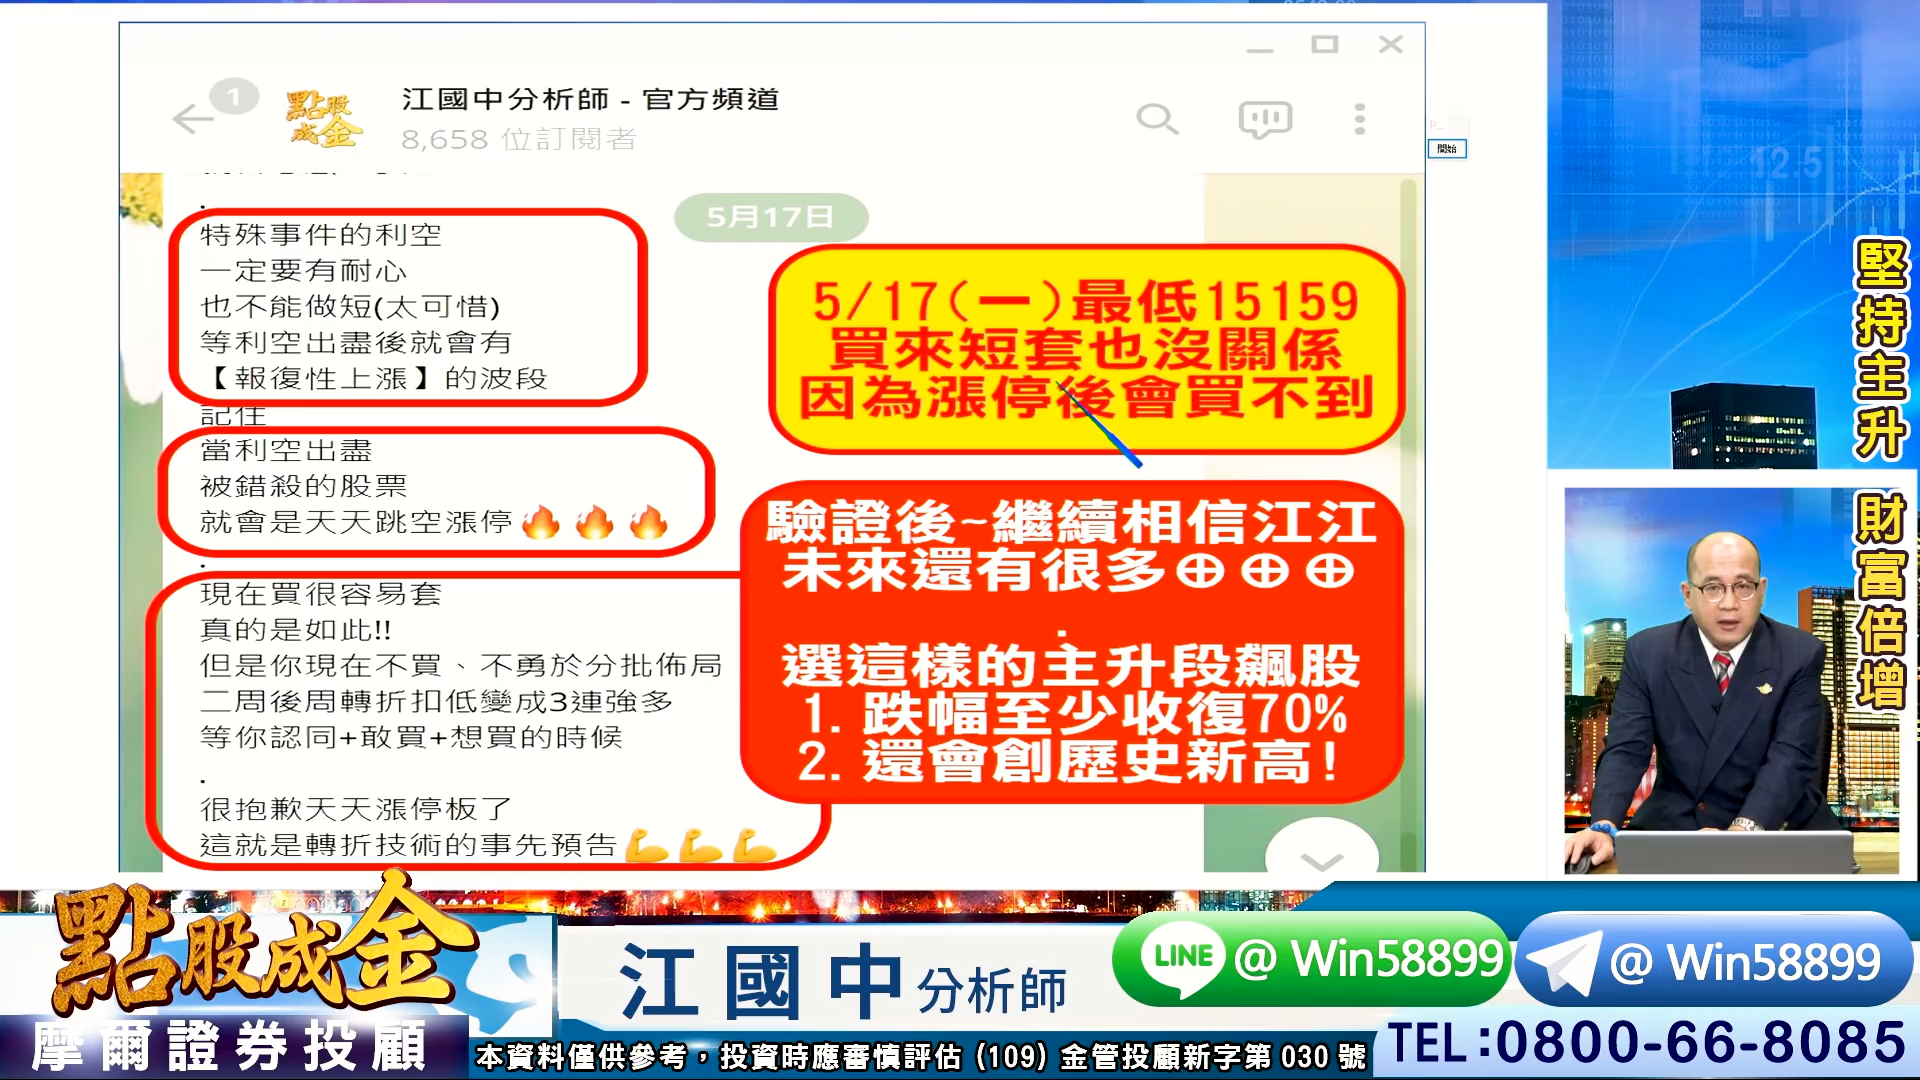 1
點股成金
江國中分析師 - 官方頻道
8,658 位訂閱者
開始
5月17日
特殊事件的利空
一定要有耐心
也不能做短(太可惜)
等利空出盡後就會有
【報復性上漲】的波段
記住
當利空出盡
被錯殺的股票
就會是天天跳空漲停🔥🔥🔥
.
現在買很容易套
真的是如此!!
但是你現在不買、不勇於分批佈局
二周後周轉折扣低變成3連強多
等你認同+敢買+想買的時候
.
很抱歉天天漲停板了
這就是轉折技術的事先預告💪💪💪
5/17(一)最低15159
買來短套也沒關係
因為漲停後會買不到
驗證後~繼續相信江江
未來還有很多⊕⊕⊕
.
選這樣的主升段飆股
1. 跌幅至少收復70%
2. 還會創歷史新高!
12.5
堅持主升
財富倍增
點股成金
摩爾證券投顧
江國中分析師
LINE @ Win58899
@ Win58899
TEL:0800-66-8085
本資料僅供參考，投資時應審慎評估 (109) 金管投顧新字第 030 號